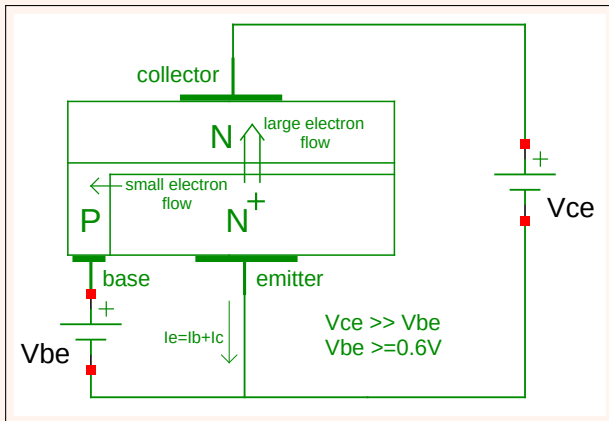 collector
N
large electron
flow
small electron
flow
P
N+
+
Vce
base
emitter
+
Vbe
Ie=Ib+Ic
Vce >> Vbe
Vbe >=0.6V